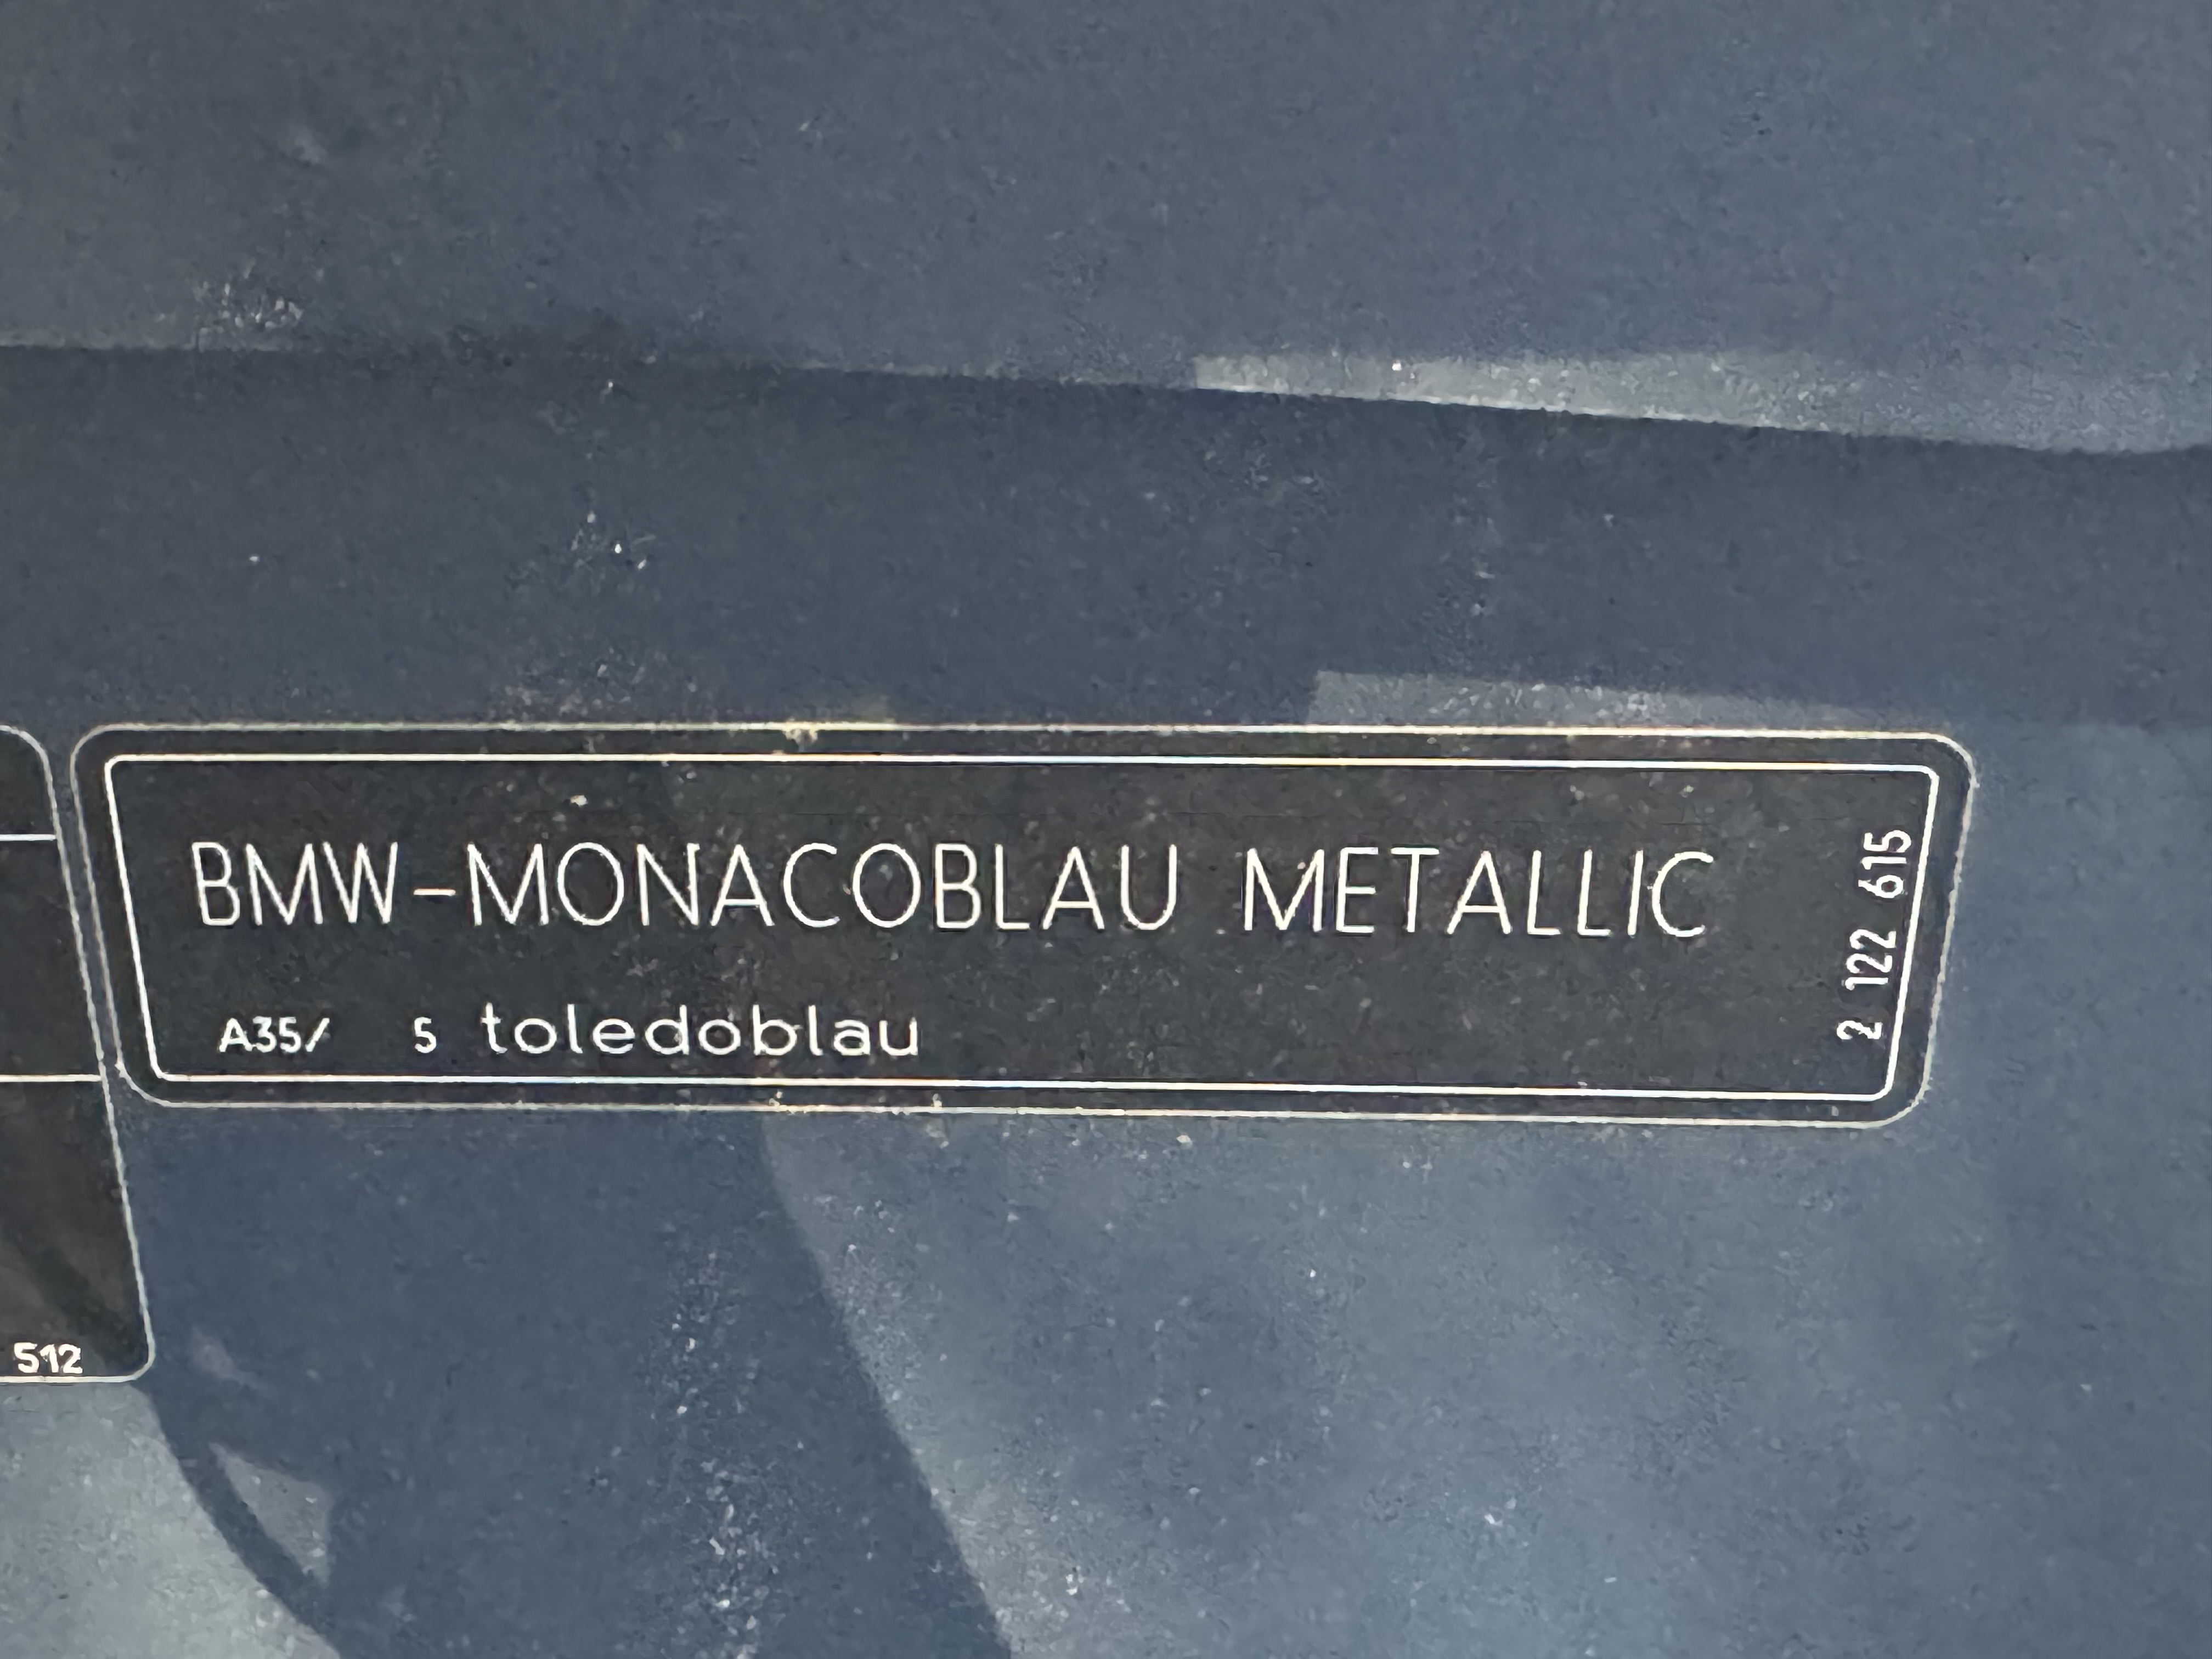 BMW-MONACOBLAU METALLIC
A35/ 5 toledoblau
2 122 615
512